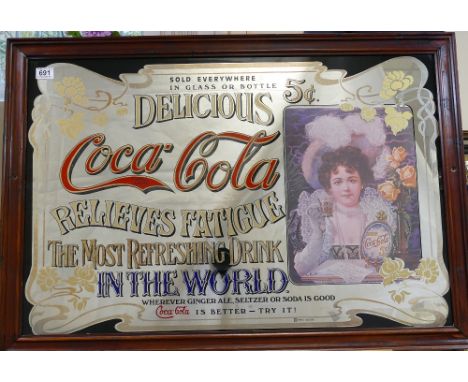 691
SOLD EVERYWHERE
IN GLASS OR BOTTLE
5¢.
DELICIOUS
Coca-Cola
RELIEVES FATIGUE
THE MOST REFRESHING DRINK
IN THE WORLD.
WHEREVER GINGER ALE, SELTZER OR SODA IS GOOD
Coca-Cola IS BETTER – TRY IT!
Coca-Cola